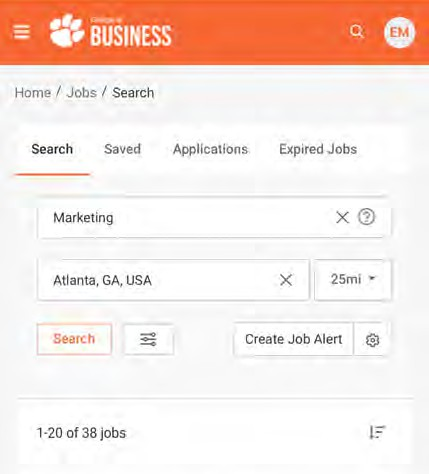 BUSINESS
EM
Home / Jobs / Search
Search Saved Applications Expired Jobs
Marketing
Atlanta, GA, USA 25mi
Search Create Job Alert
1-20 of 38 jobs